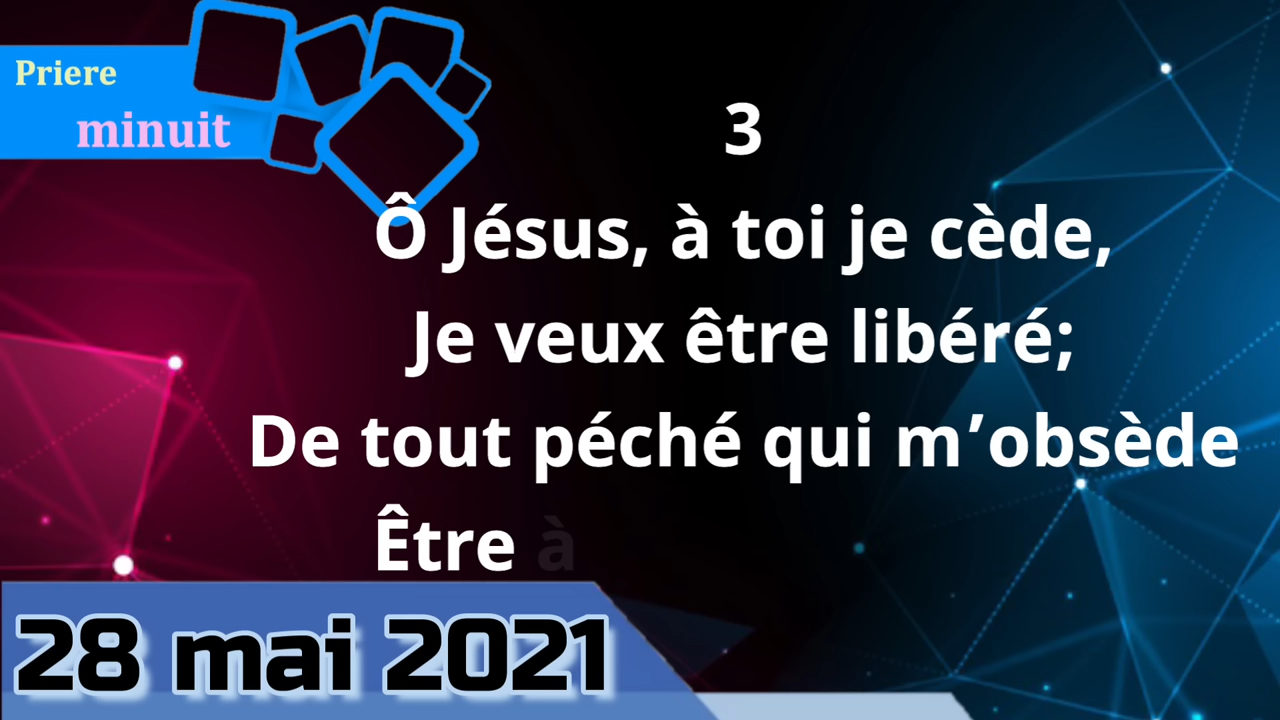 Priere
minuit
3
Ô Jésus, à toi je cède,
Je veux être libéré;
De tout péché qui m’obsède
Être à
28 mai 2021